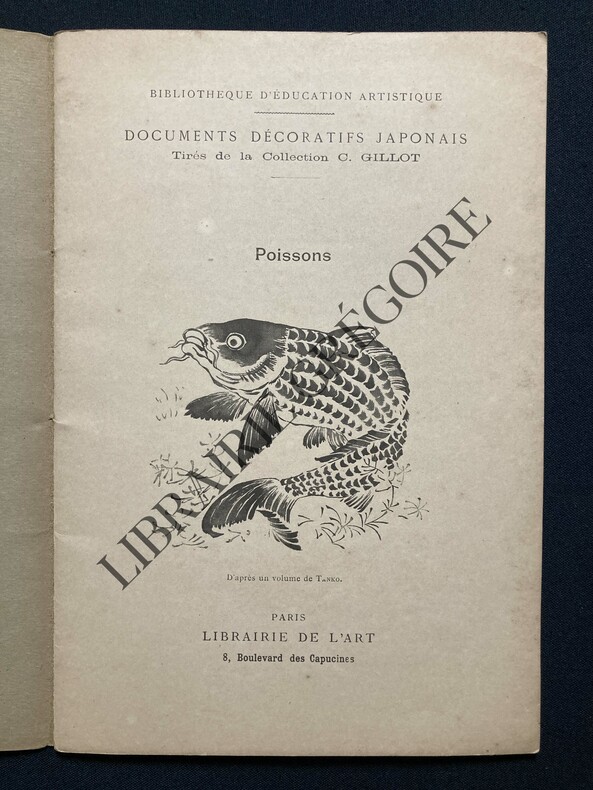 BIBLIOTHEQUE D'ÉDUCATION ARTISTIQUE
DOCUMENTS DÉCORATIFS JAPONAIS
Tirés de la Collection C. GILLOT
Poissons
LIBRAIRIE GRÉGOIRE
D'après un volume de TANKO.
PARIS
LIBRAIRIE DE L'ART
8, Boulevard des Capucines